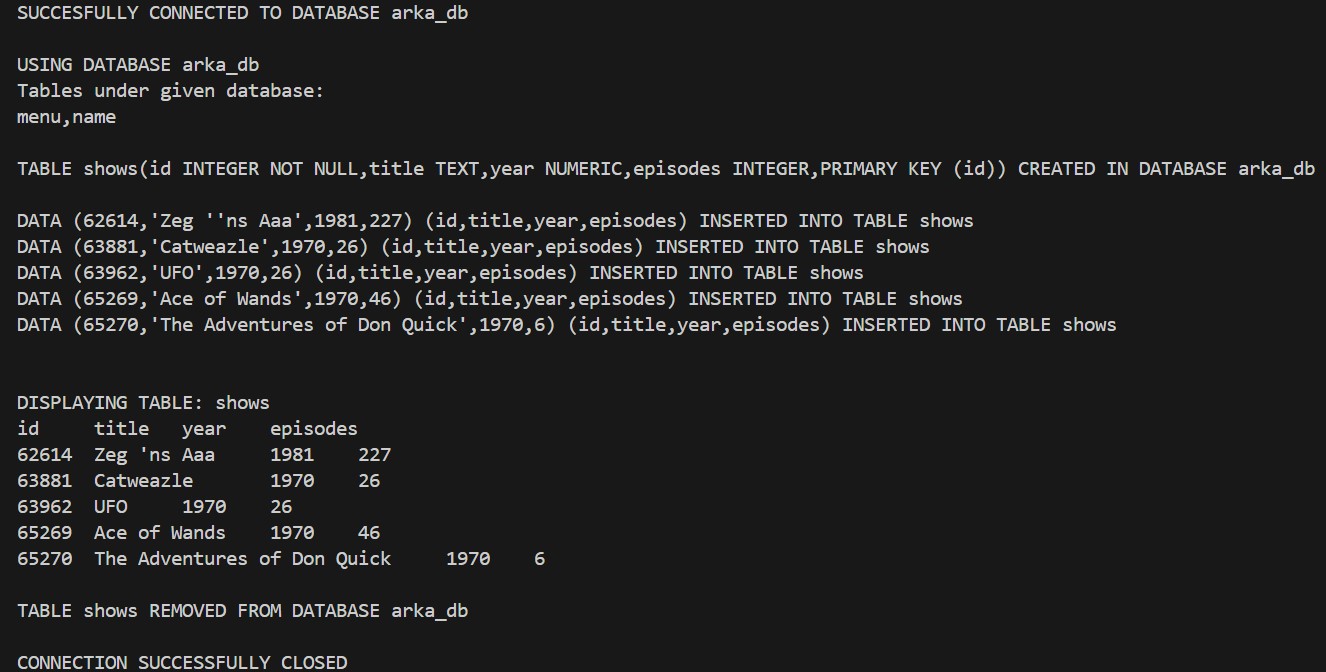 SUCCESFULLY CONNECTED TO DATABASE arka_db
USING DATABASE arka_db
Tables under given database:
menu,name
TABLE shows(id INTEGER NOT NULL,title TEXT,year NUMERIC,episodes INTEGER,PRIMARY KEY (id)) CREATED IN DATABASE arka_db
DATA (62614,'Zeg ''ns Aaa',1981,227) (id,title,year,episodes) INSERTED INTO TABLE shows
DATA (63881,'Catweazle',1970,26) (id,title,year,episodes) INSERTED INTO TABLE shows
DATA (63962,'UFO',1970,26) (id,title,year,episodes) INSERTED INTO TABLE shows
DATA (65269,'Ace of Wands',1970,46) (id,title,year,episodes) INSERTED INTO TABLE shows
DATA (65270,'The Adventures of Don Quick',1970,6) (id,title,year,episodes) INSERTED INTO TABLE shows
DISPLAYING TABLE: shows
id     title   year    episodes
62614  Zeg 'ns Aaa     1981    227
63881  Catweazle       1970    26
63962  UFO     1970    26
65269  Ace of Wands    1970    46
65270  The Adventures of Don Quick     1970    6
TABLE shows REMOVED FROM DATABASE arka_db
CONNECTION SUCCESSFULLY CLOSED